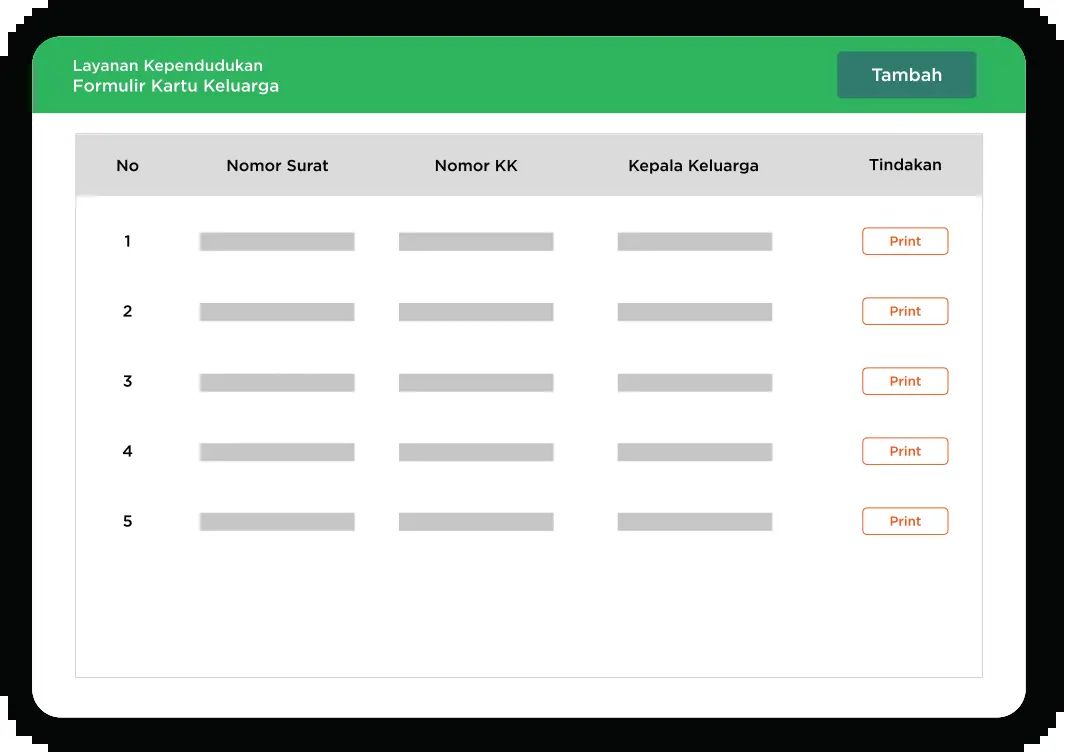 Layanan Kependudukan
Formulir Kartu Keluarga
Tambah
No Nomor Surat Nomor KK Kepala Keluarga Tindakan
1 Print
2 Print
3 Print
4 Print
5 Print